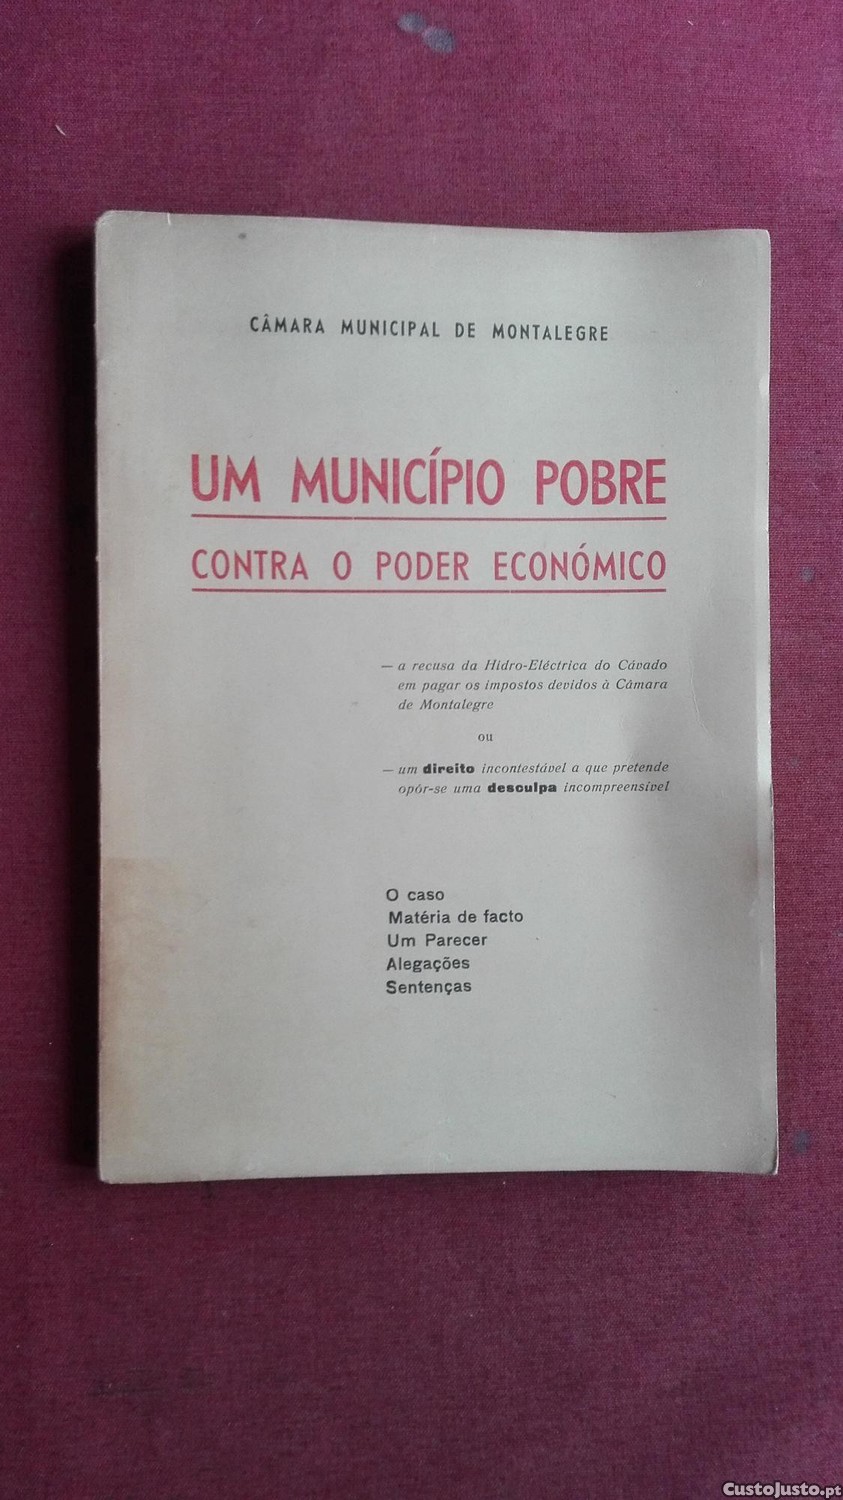 CÂMARA MUNICIPAL DE MONTALEGRE
UM MUNICÍPIO POBRE
CONTRA O PODER ECONÓMICO
— a recusa da Hidro-Eléctrica do Cávado
em pagar os impostos devidos à Câmara
de Montalegre
ou
— um direito incontestável a que pretende
opôr-se uma desculpa incompreensível
O caso
Matéria de facto
Um Parecer
Alegações
Sentenças
CustoJusto.pt